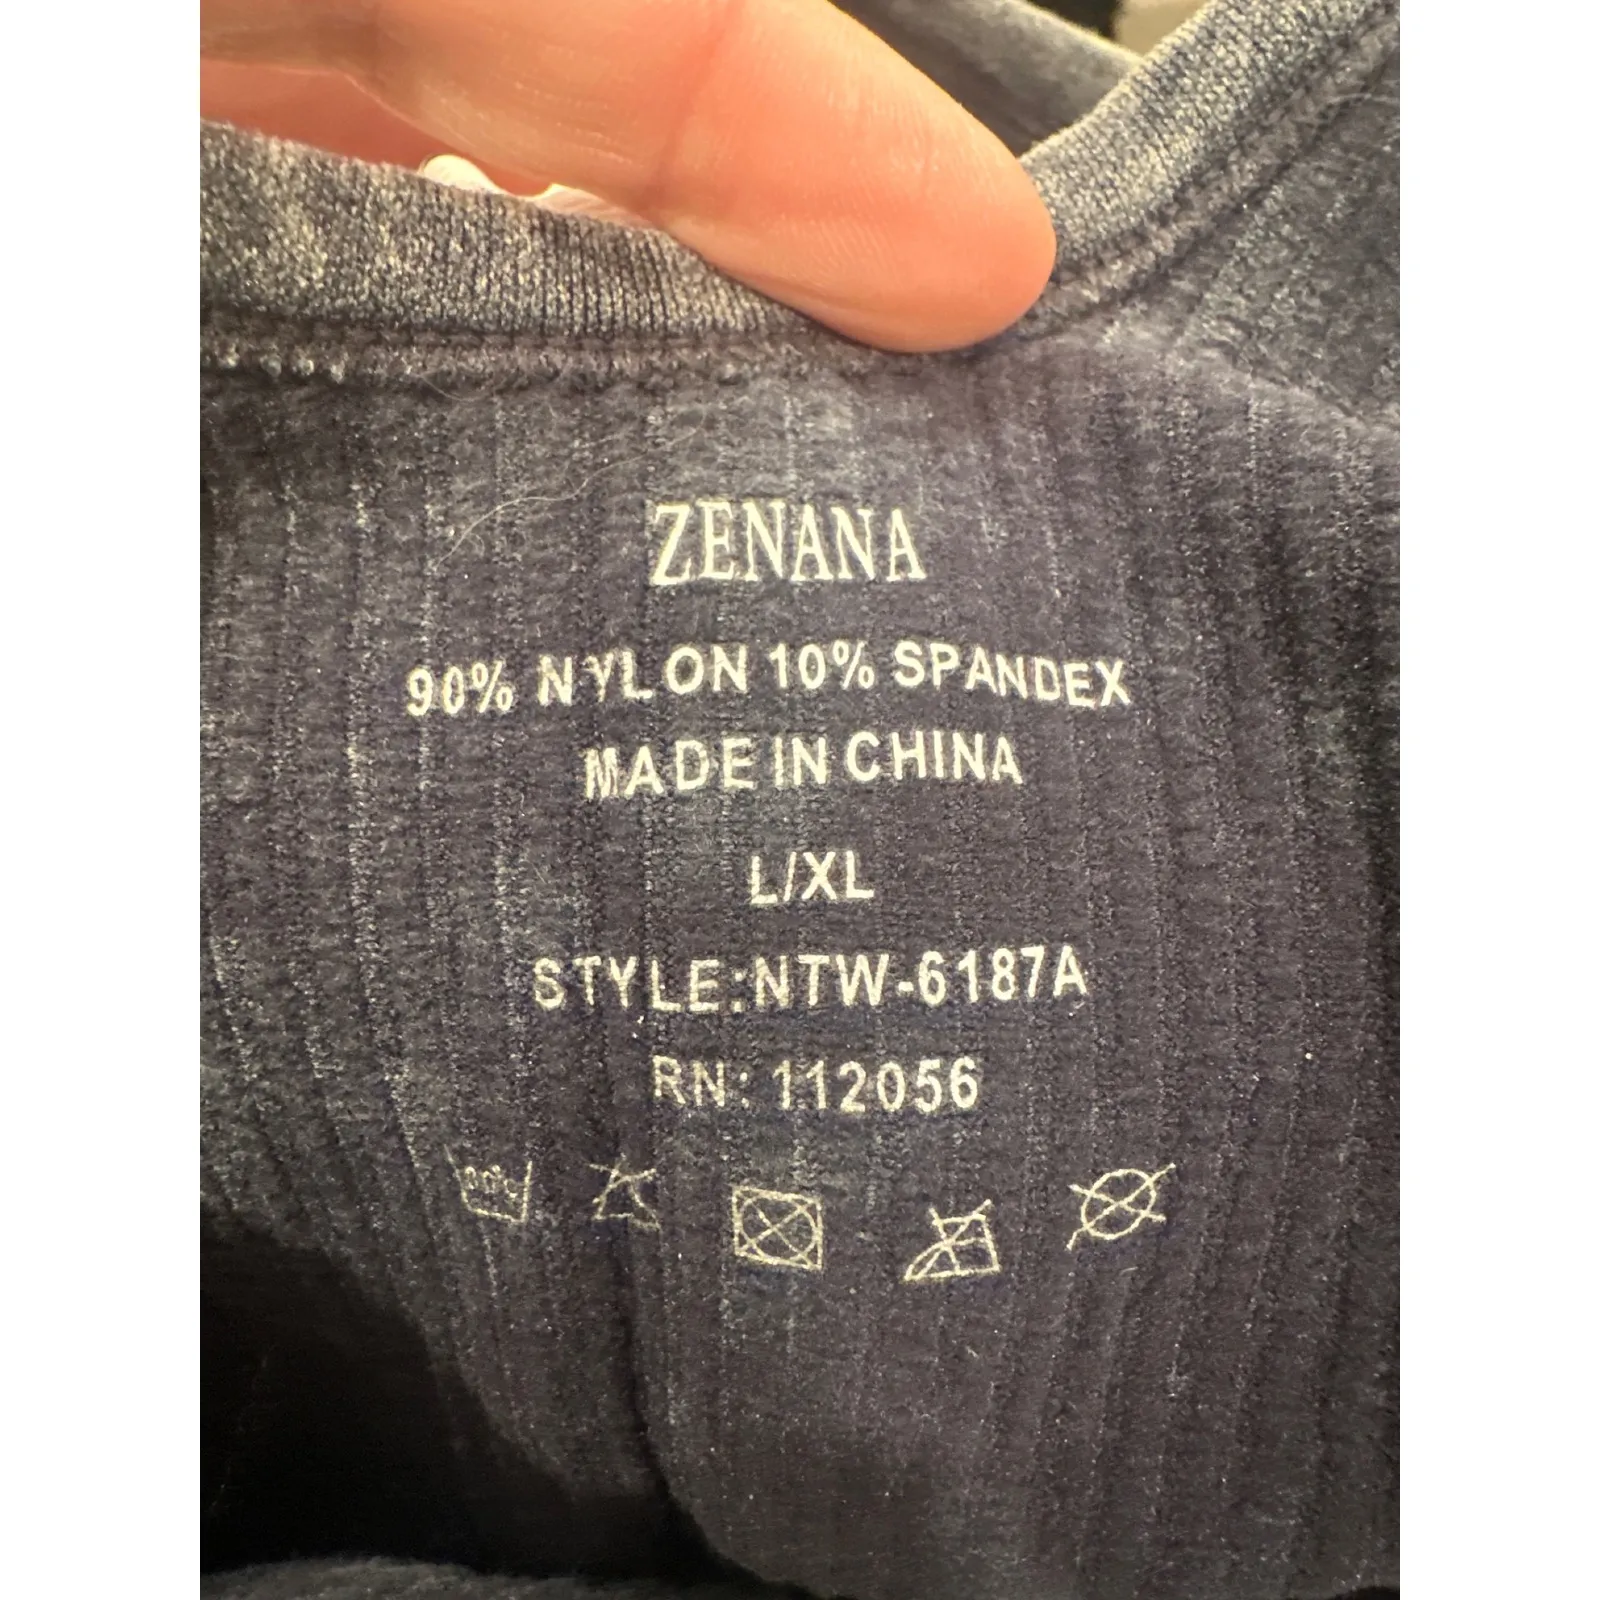 ZENANA
90% NYLON 10% SPANDEX
MADE IN CHINA
L/XL
STYLE:NTW-6187A
RN: 112056